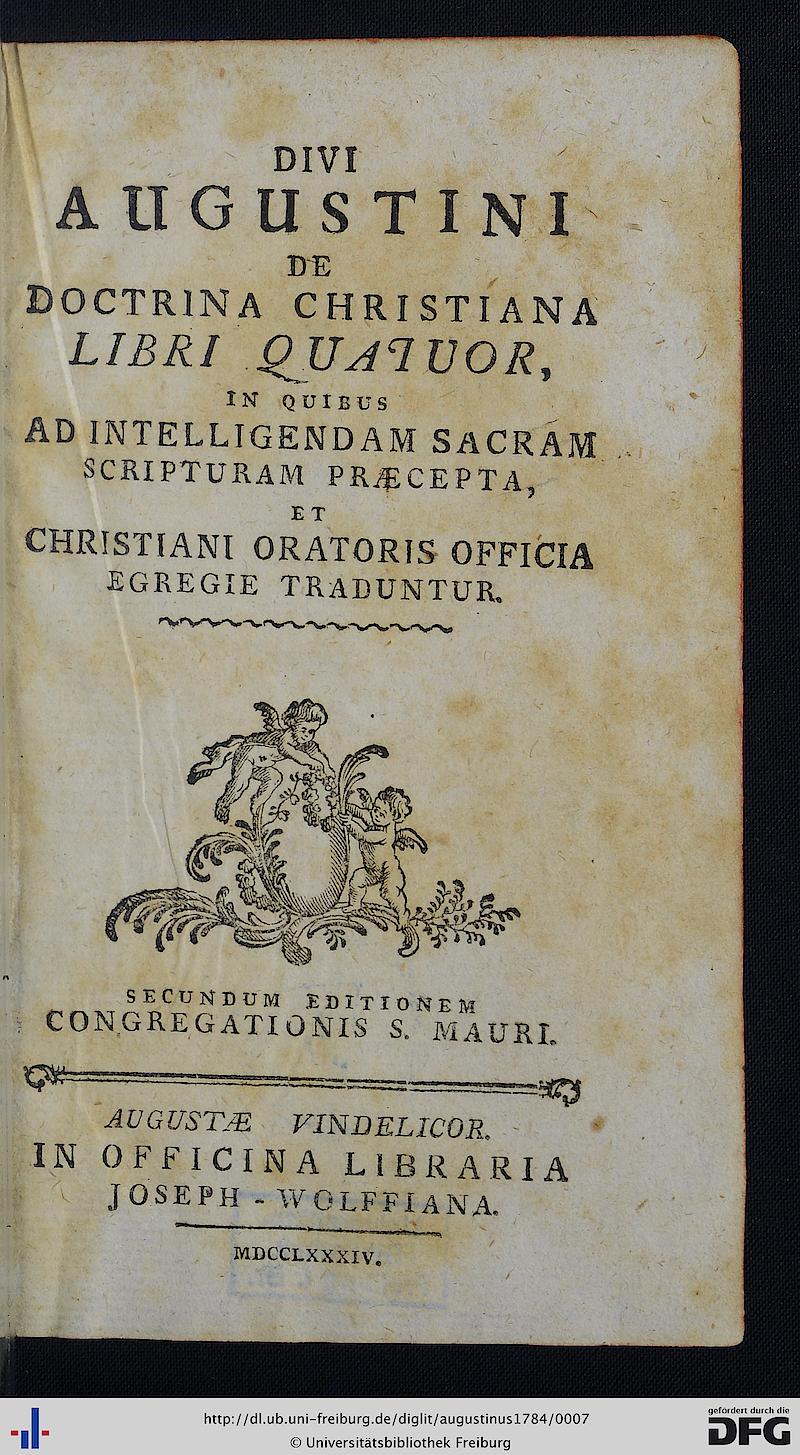 DIVI
AUGUSTINI
DE
DOCTRINA CHRISTIANA
LIBRI QUATUOR,
IN QUIBUS
AD INTELLIGENDAM SACRAM
SCRIPTURAM PRÆCEPTA,
ET
CHRISTIANI ORATORIS OFFICIA
EGREGIE TRADUNTUR.
SECUNDUM EDITIONEM
CONGREGATIONIS S. MAURI.
AUGUSTÆ VINDELICOR.
IN OFFICINA LIBRARIA
JOSEPH-WOLFFIANA.
MDCCLXXXIV.
http://dl.ub.uni-freiburg.de/diglit/augustinus1784/0007
© Universitätsbibliothek Freiburg
gefördert durch die
DFG